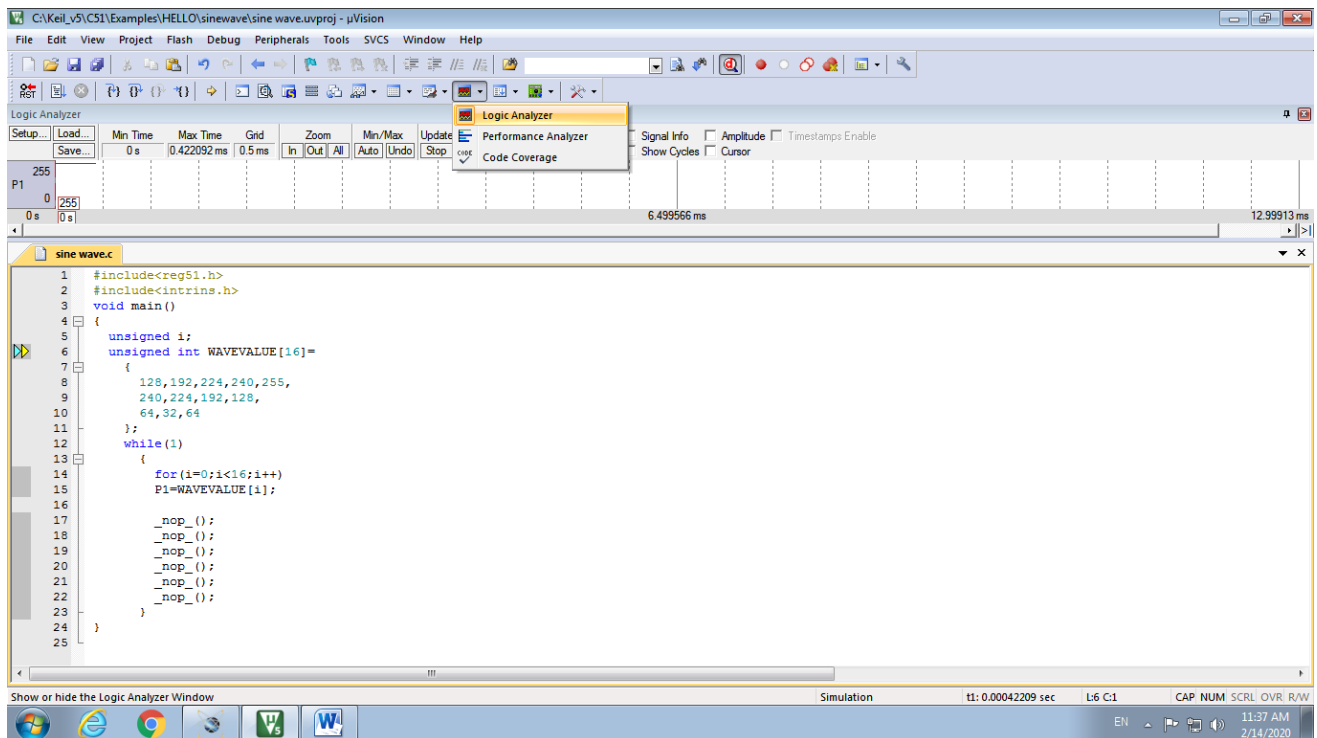 C:\Keil_v5\C51\Examples\HELLO\sinewave\sine wave.uvproj - µVision
File Edit View Project Flash Debug Peripherals Tools SVCS Window Help
RST
Logic Analyzer
Logic Analyzer
Performance Analyzer
CODE Code Coverage
Setup... Load... Min Time Max Time Grid Zoom Min/Max Update Signal Info Amplitude Timestamps Enable
Save... 0 s 0.422092 ms 0.5 ms In Out All Auto Undo Stop Show Cycles Cursor
255
P1
0 255
0 s 0 s 6.499566 ms 12.99913 ms
sine wave.c
1 #include<reg51.h>
2 #include<intrins.h>
3 void main()
4 {
5 unsigned i;
6 unsigned int WAVEVALUE[16]=
7 {
8 128,192,224,240,255,
9 240,224,192,128,
10 64,32,64
11 };
12 while(1)
13 {
14 for(i=0;i<16;i++)
15 P1=WAVEVALUE[i];
16
17 _nop_();
18 _nop_();
19 _nop_();
20 _nop_();
21 _nop_();
22 _nop_();
23 }
24 }
25
Show or hide the Logic Analyzer Window Simulation t1: 0.00042209 sec L:6 C:1 CAP NUM SCRL OVR R/W
EN 11:37 AM
2/14/2020